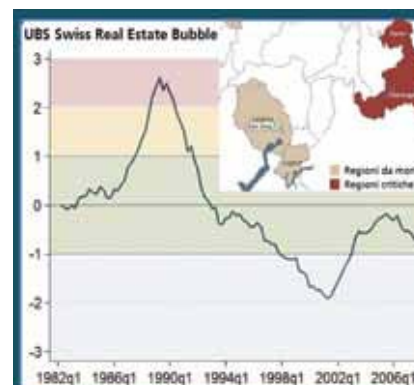 UBS Swiss Real Estate Bubble
3
2
1
0
-1
-2
-3
1982q1 1986q1 1990q1 1994q1 1998q1 2002q1 2006q1
Regioni da mon
Regioni critiche